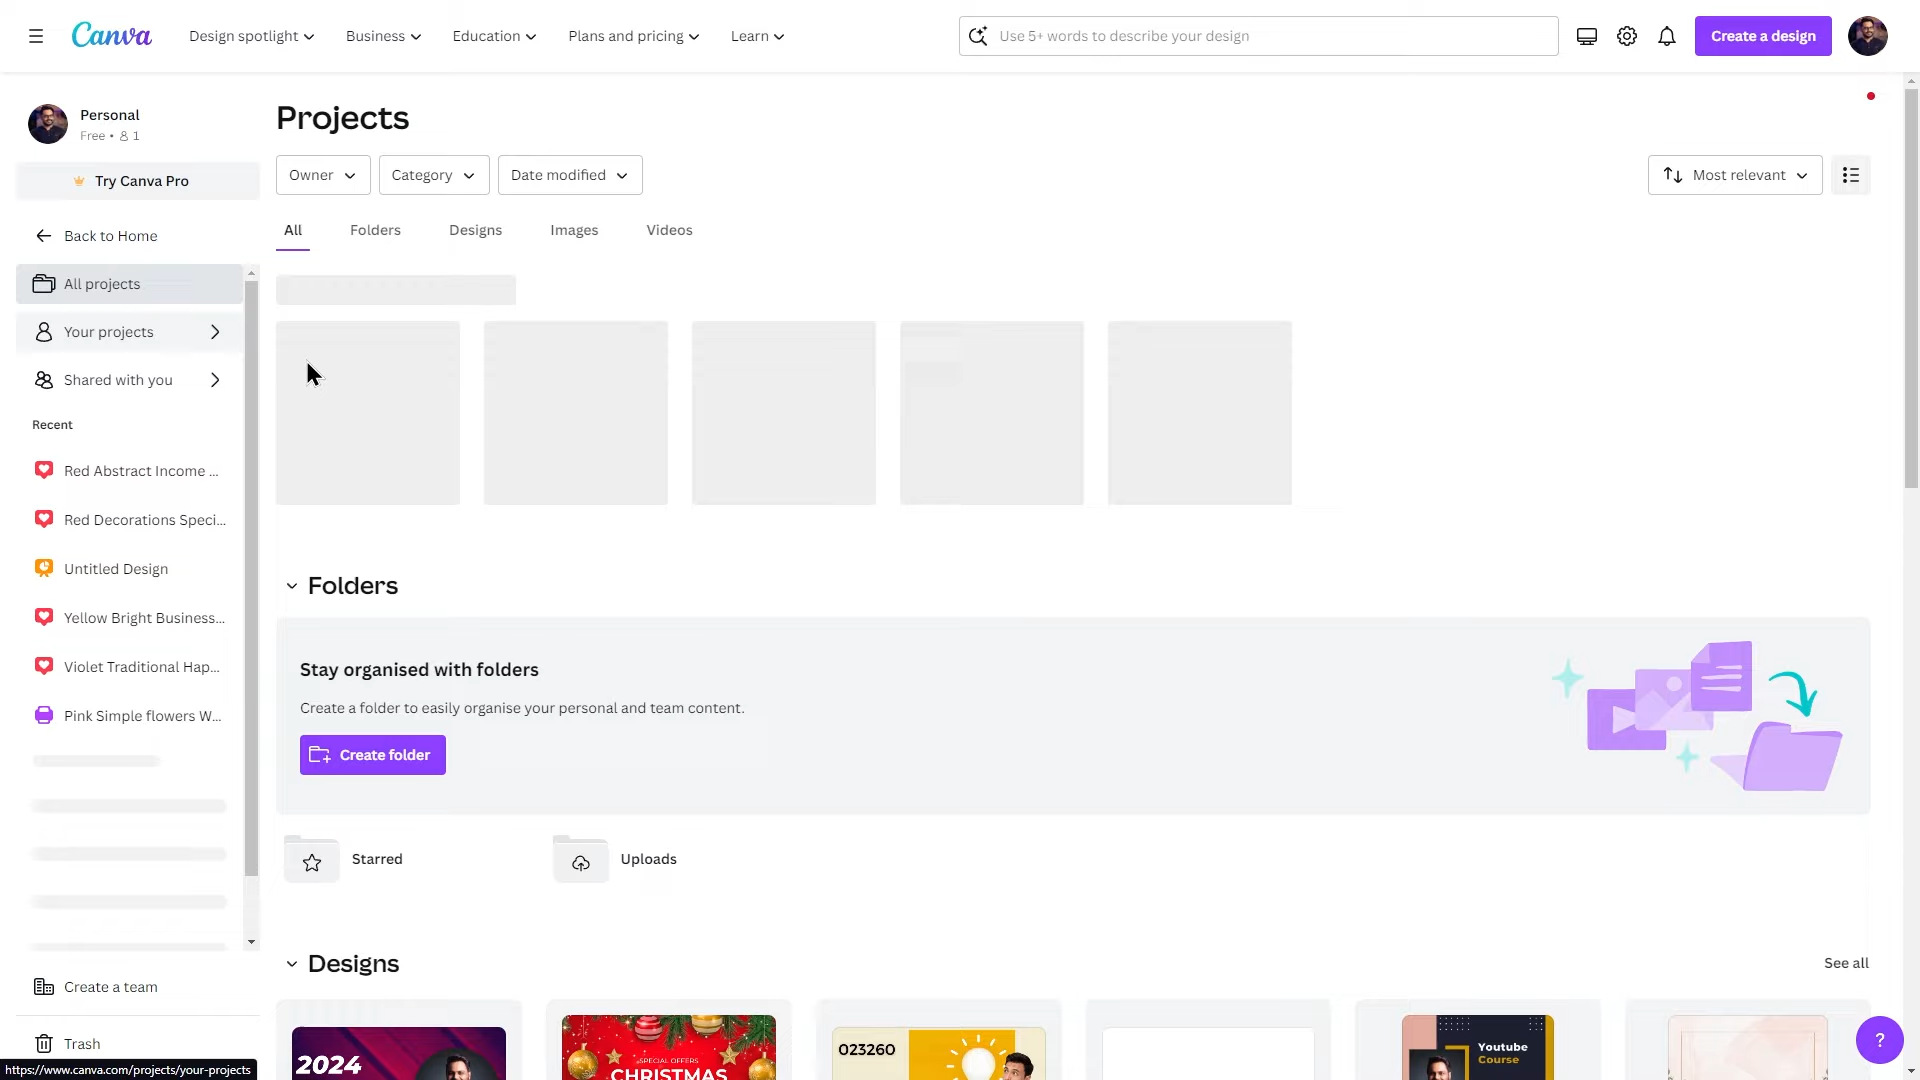 Canva
Design spotlight
Business
Education
Plans and pricing
Learn
Use 5+ words to describe your design
Create a design
Personal
Free • 1
Try Canva Pro
Back to Home
All projects
Your projects
Shared with you
Recent
Red Abstract Income ...
Red Decorations Speci...
Untitled Design
Yellow Bright Business...
Violet Traditional Hap...
Pink Simple flowers W...
Create a team
Trash
https://www.canva.com/projects/your-projects
Projects
Owner
Category
Date modified
Most relevant
All
Folders
Designs
Images
Videos
Folders
Stay organised with folders
Create a folder to easily organise your personal and team content.
Create folder
Starred
Uploads
Designs
See all
2024
SPECIAL OFFERS
CHRISTMAS
023260
Youtube
Course
?